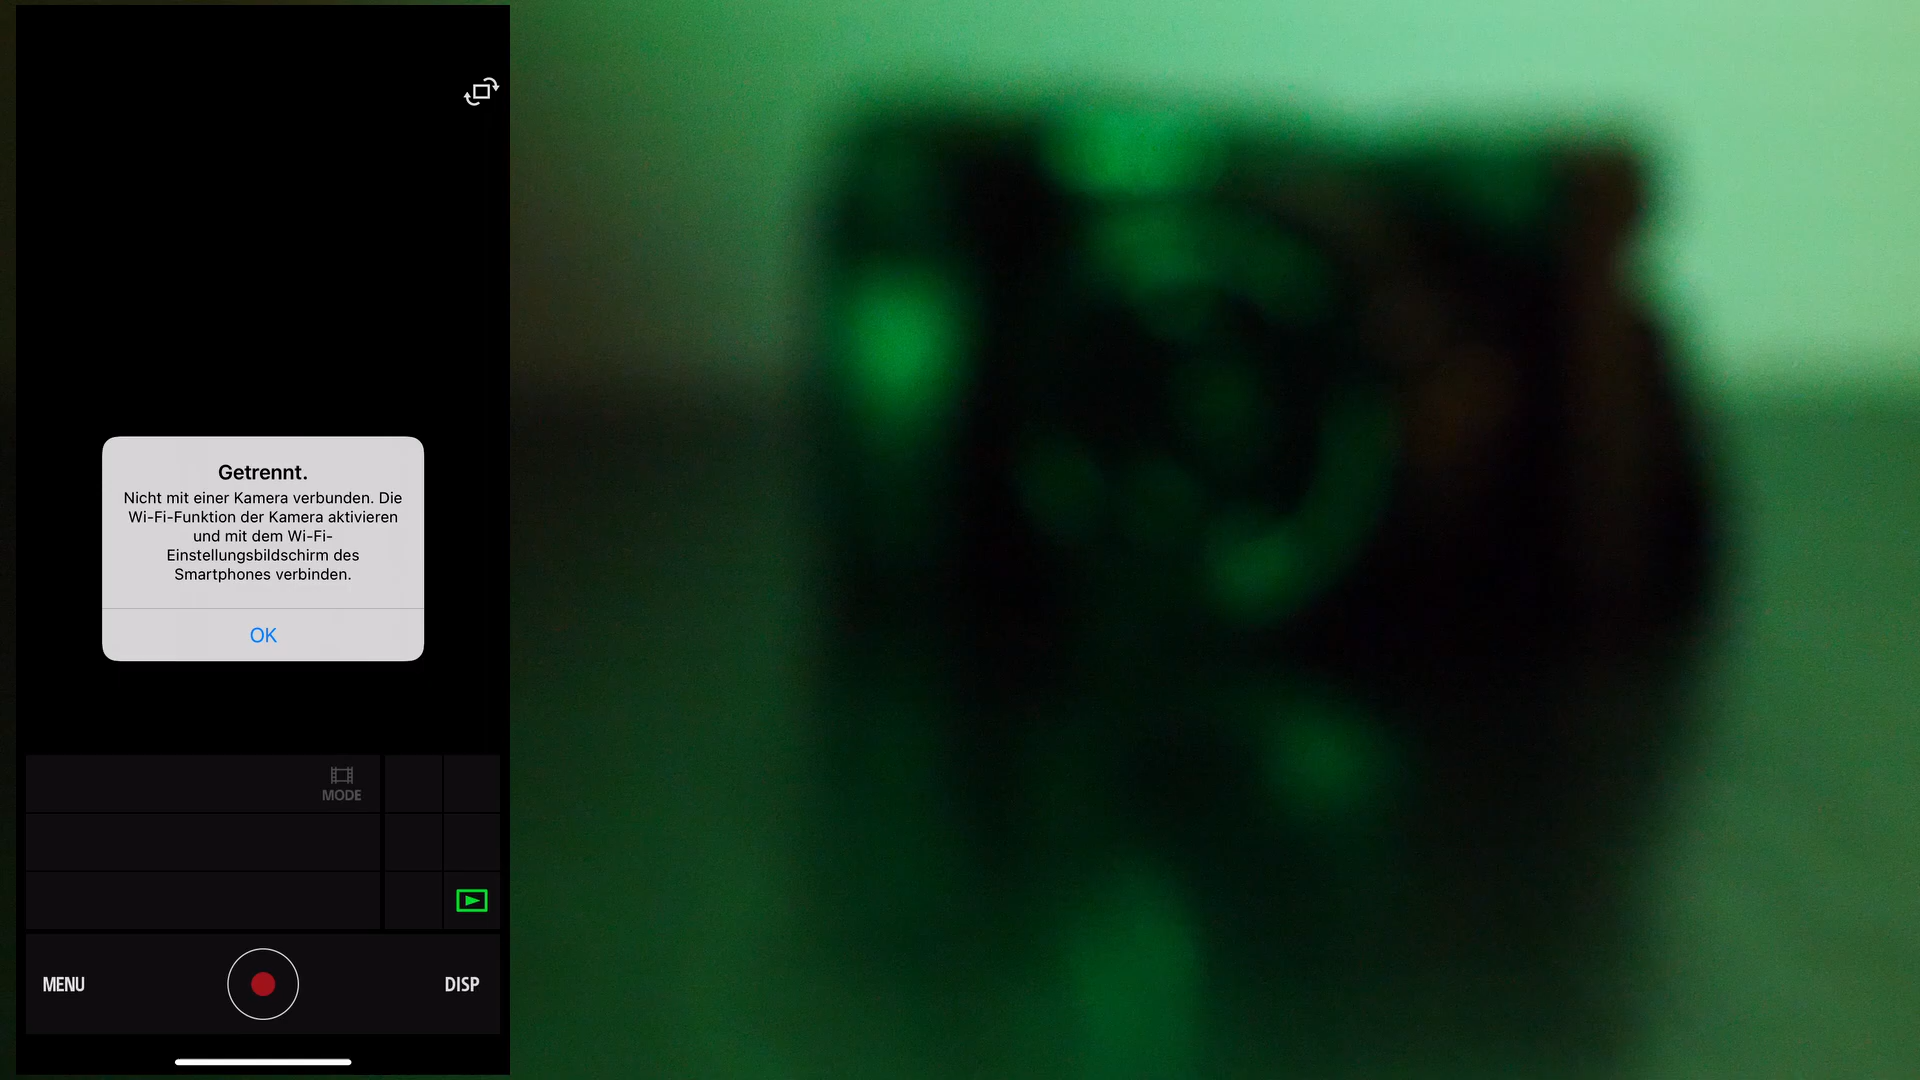 Getrennt.
Nicht mit einer Kamera verbunden. Die
Wi-Fi-Funktion der Kamera aktivieren
und mit dem Wi-Fi-
Einstellungsbildschirm des
Smartphones verbinden.
OK
MODE
MENU
DISP